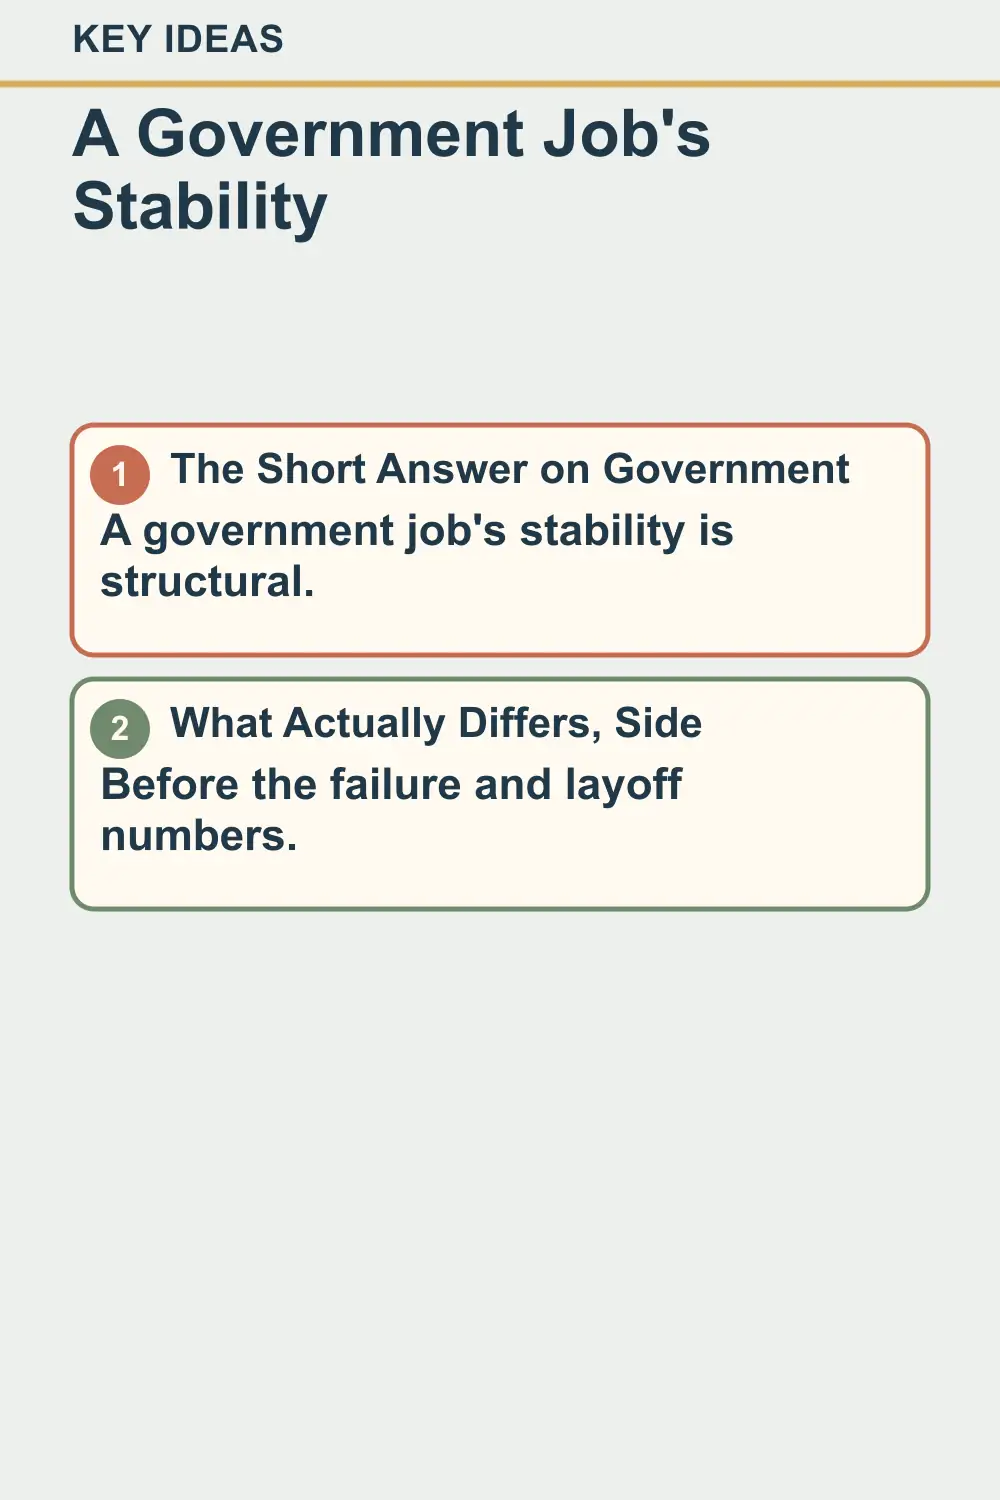 KEY IDEAS
A Government Job's
Stability
1 The Short Answer on Government
A government job's stability is
structural.
2 What Actually Differs, Side
Before the failure and layoff
numbers.